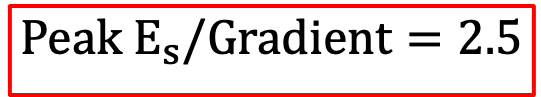 Peak Eₛ/Gradient = 2.5